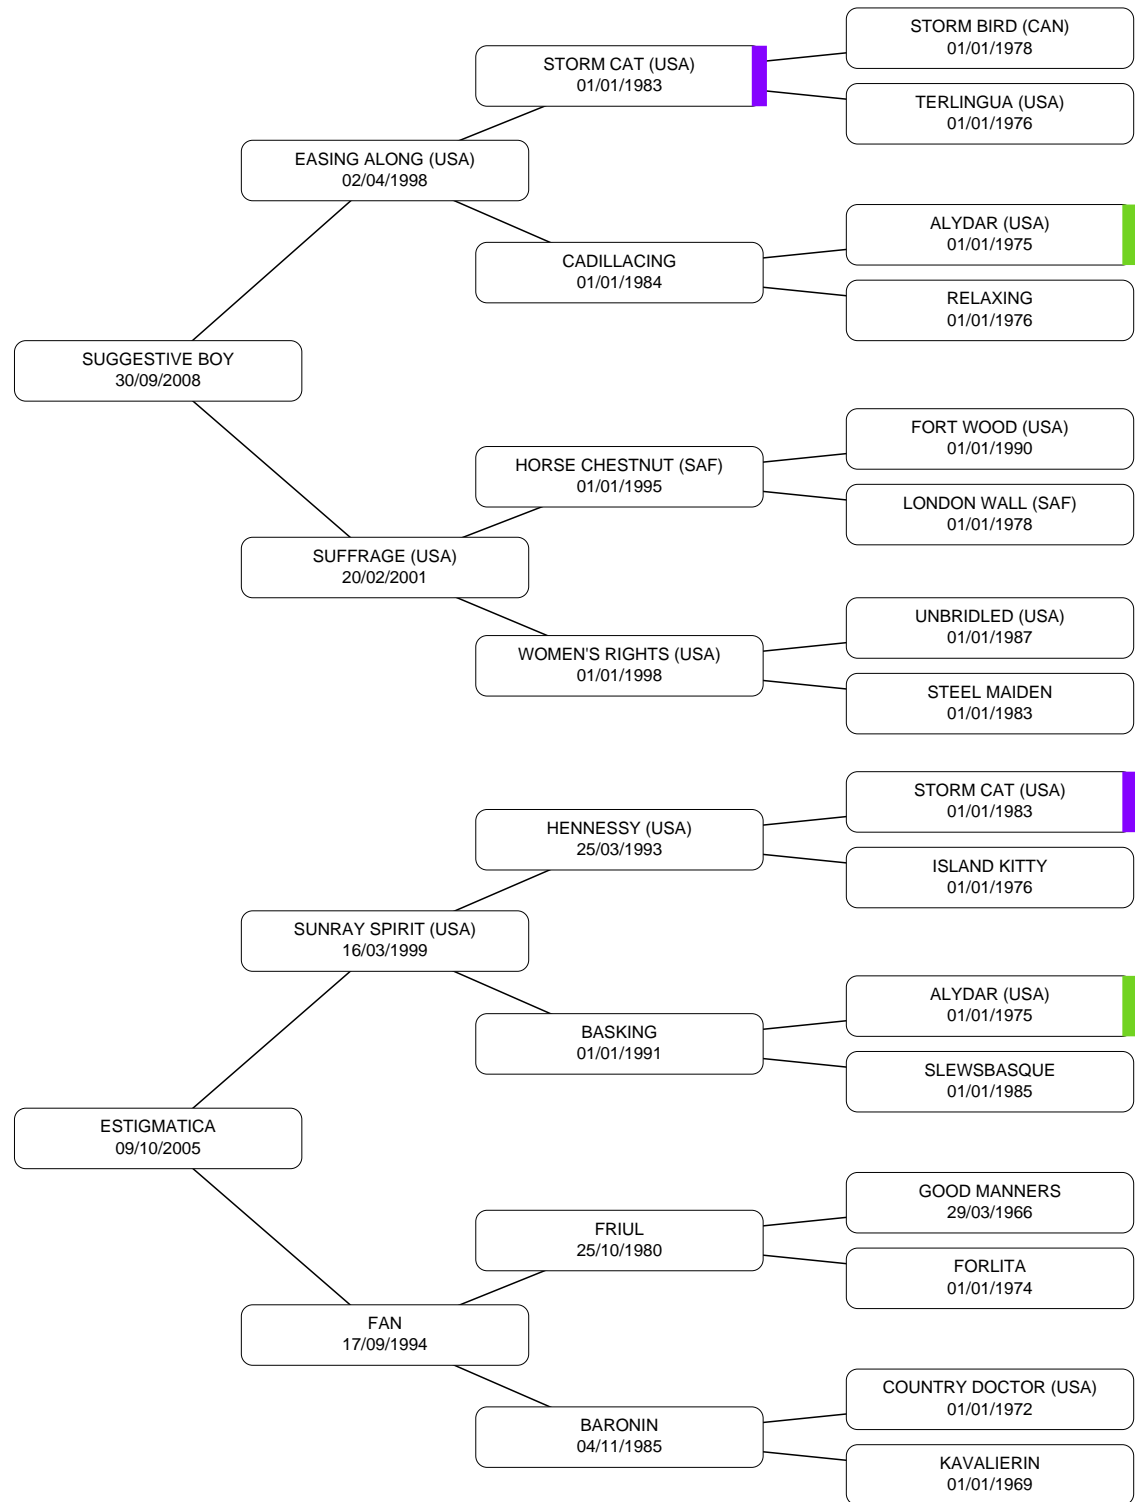 STORM BIRD (CAN)
01/01/1978
STORM CAT (USA)
01/01/1983
TERLINGUA (USA)
01/01/1976
EASING ALONG (USA)
02/04/1998
ALYDAR (USA)
01/01/1975
CADILLACING
01/01/1984
RELAXING
01/01/1976
SUGGESTIVE BOY
30/09/2008
FORT WOOD (USA)
01/01/1990
HORSE CHESTNUT (SAF)
01/01/1995
LONDON WALL (SAF)
01/01/1978
SUFFRAGE (USA)
20/02/2001
UNBRIDLED (USA)
01/01/1987
WOMEN'S RIGHTS (USA)
01/01/1998
STEEL MAIDEN
01/01/1983
STORM CAT (USA)
01/01/1983
HENNESSY (USA)
25/03/1993
ISLAND KITTY
01/01/1976
SUNRAY SPIRIT (USA)
16/03/1999
ALYDAR (USA)
01/01/1975
BASKING
01/01/1991
SLEWSBASQUE
01/01/1985
ESTIGMATICA
09/10/2005
GOOD MANNERS
29/03/1966
FRIUL
25/10/1980
FORLITA
01/01/1974
FAN
17/09/1994
COUNTRY DOCTOR (USA)
01/01/1972
BARONIN
04/11/1985
KAVALIERIN
01/01/1969